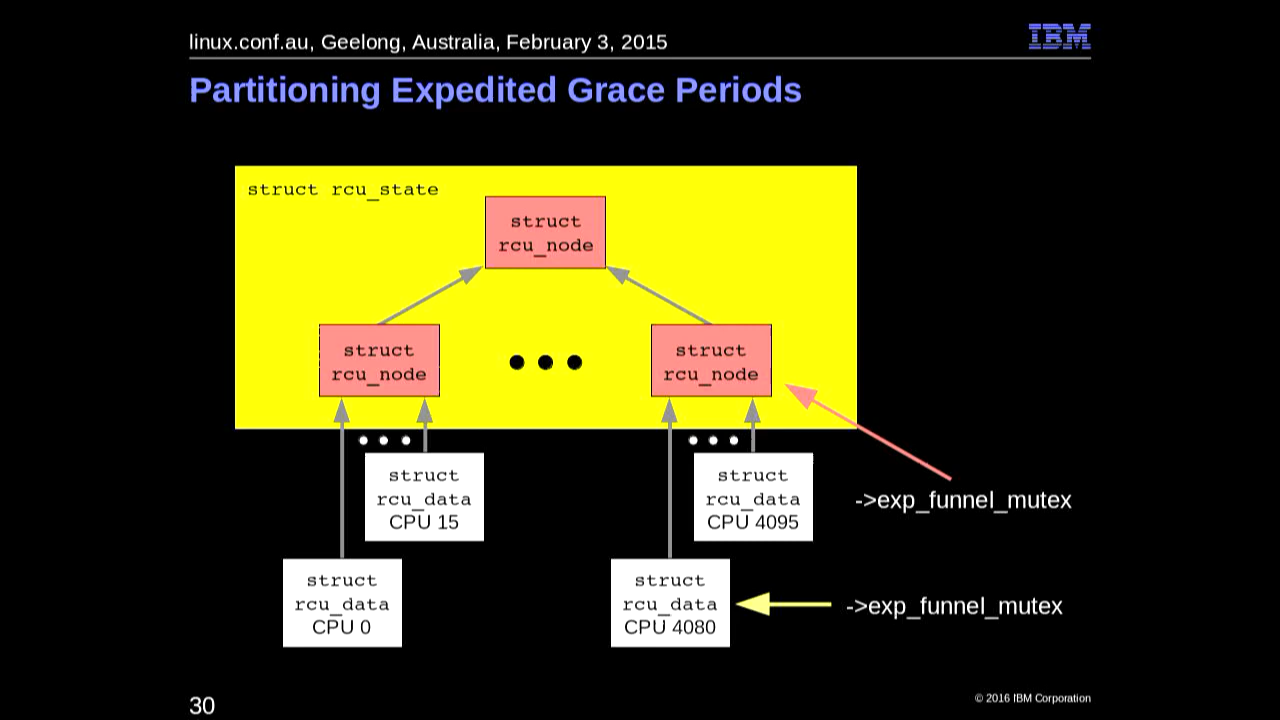 linux.conf.au, Geelong, Australia, February 3, 2015
IBM
Partitioning Expedited Grace Periods
struct rcu_state
struct
rcu_node
struct
rcu_node
struct
rcu_node
struct
rcu_data
CPU 15
struct
rcu_data
CPU 4095
->exp_funnel_mutex
struct
rcu_data
CPU 0
struct
rcu_data
CPU 4080
->exp_funnel_mutex
30
© 2016 IBM Corporation